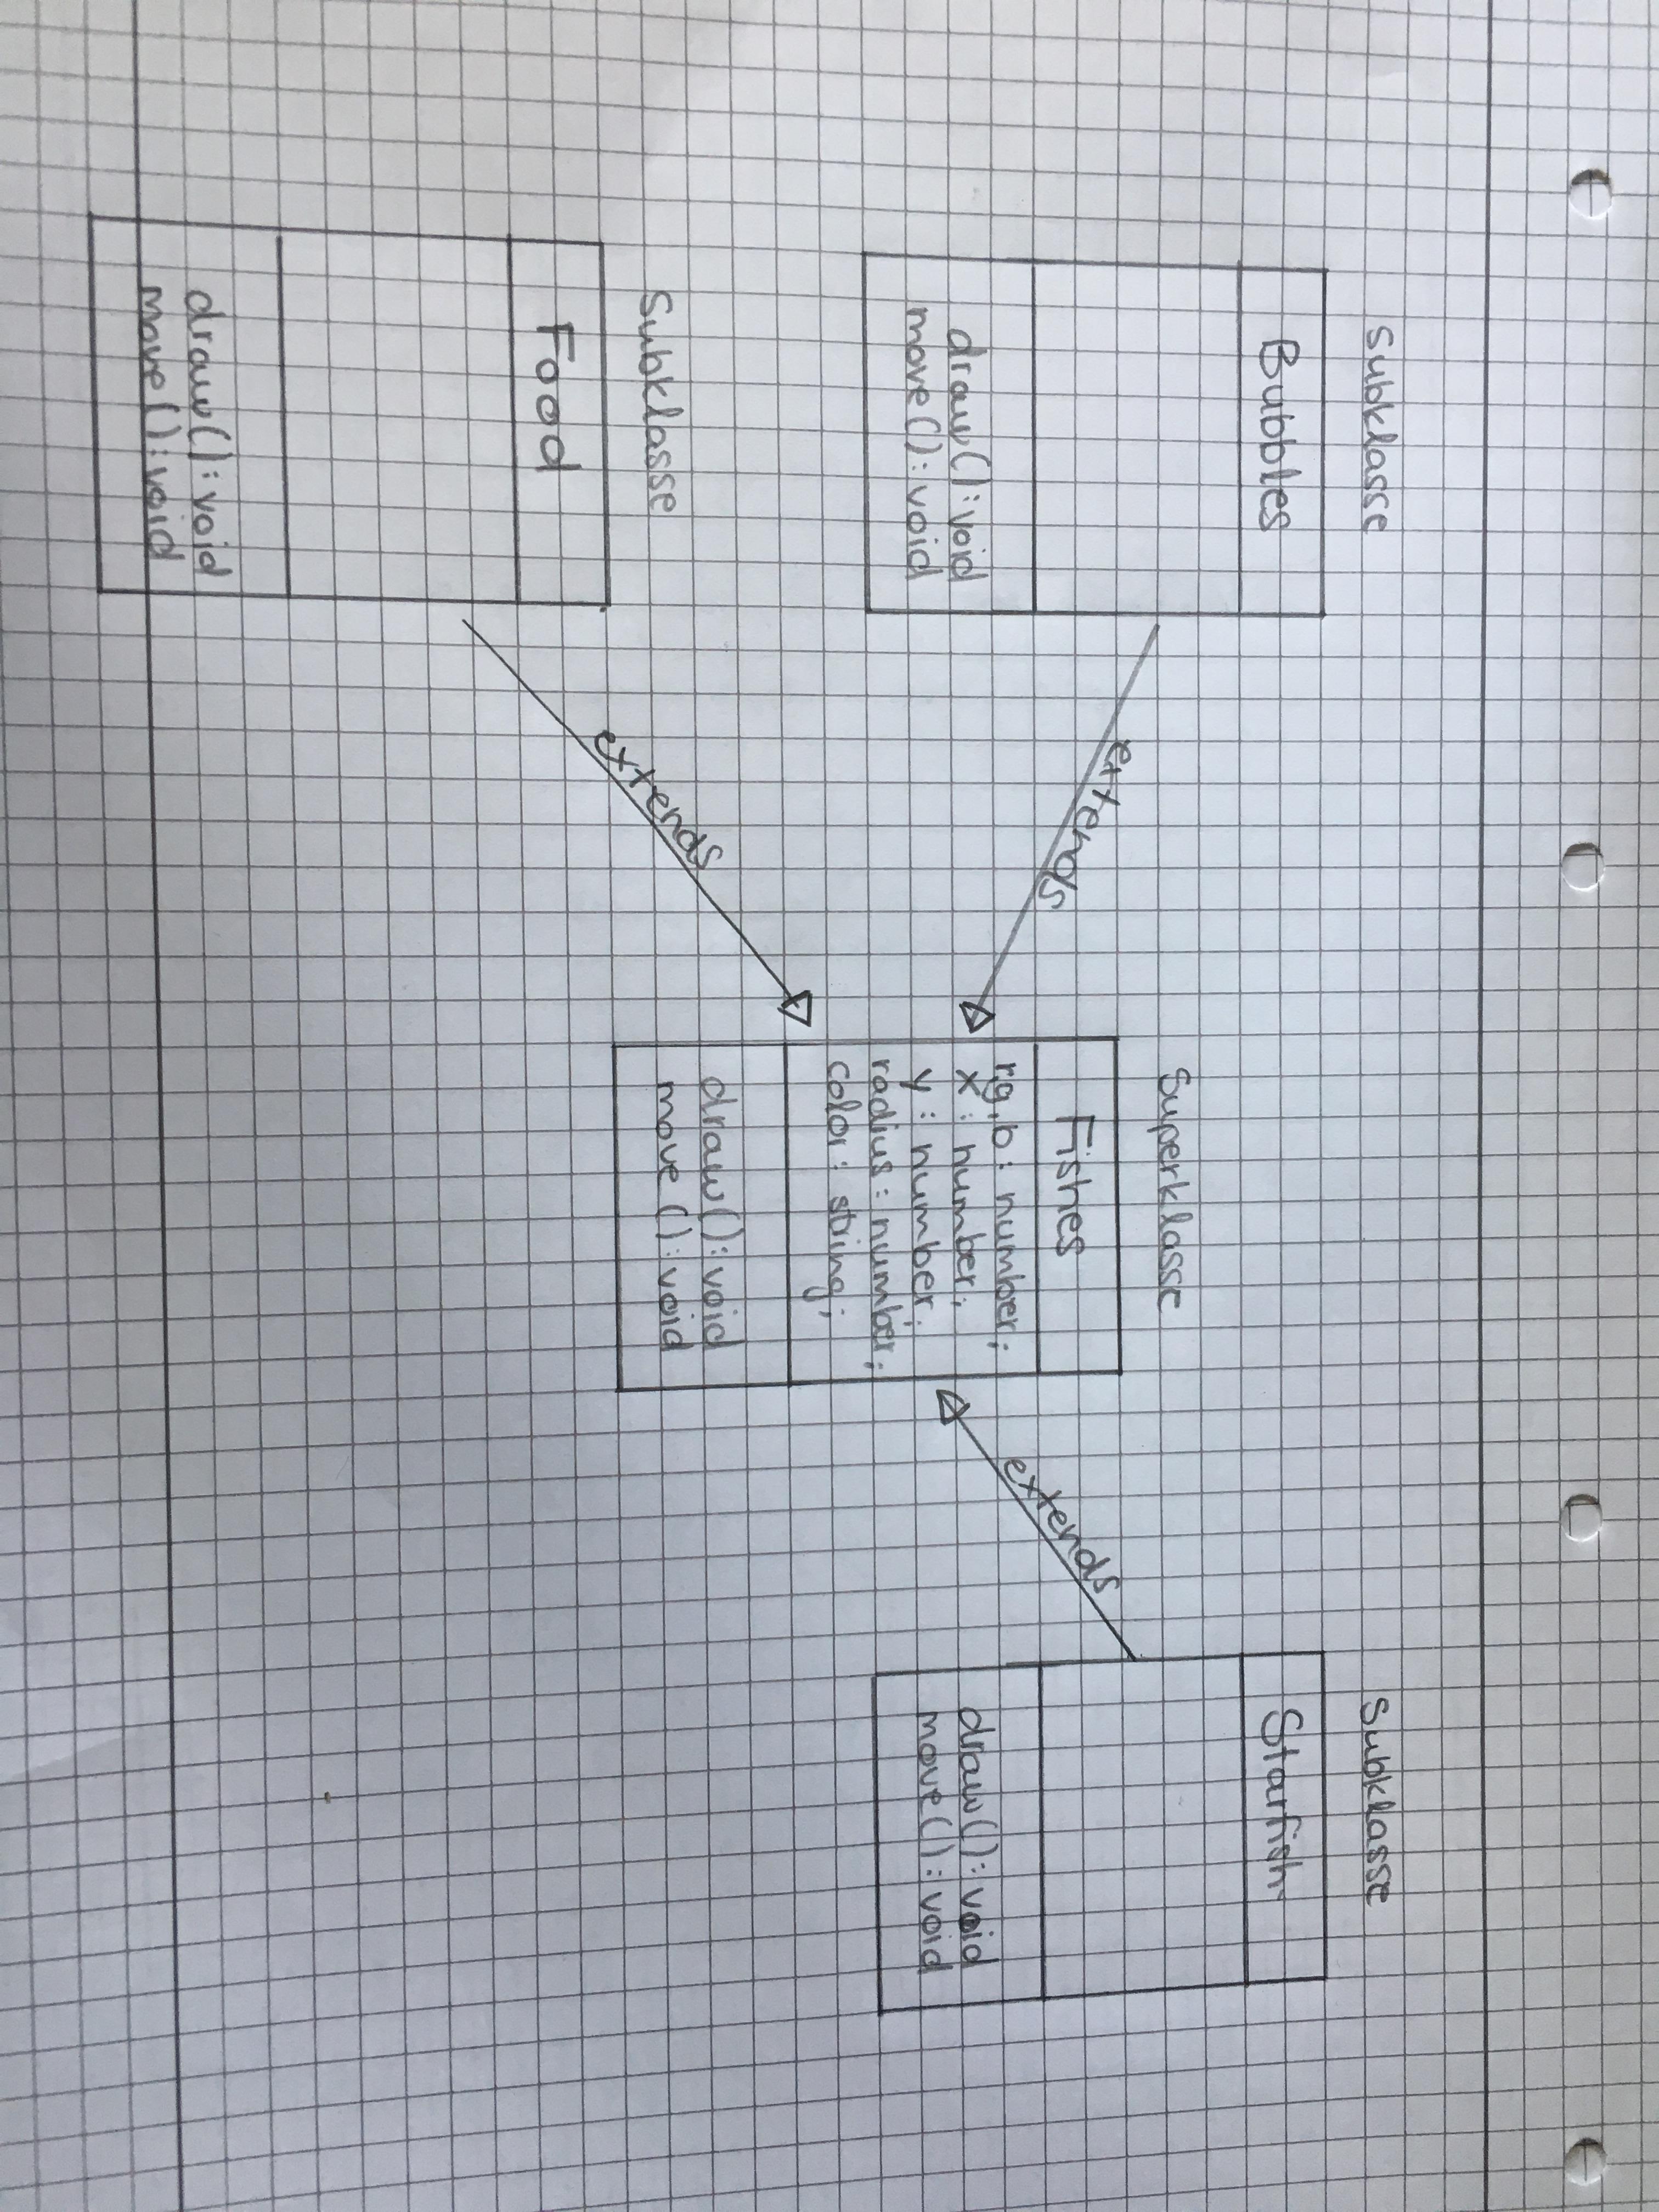 Subklasse
Bubbles
draw(): void
move(): void
extends
Superklasse
Fishes
r,g,b: number;
x: number;
y: number;
radius: number;
color: string;
draw(): void
move(): void
extends
Subklasse
Starfish
draw(): void
move(): void
extends
Subklasse
Food
draw(): void
move(): void